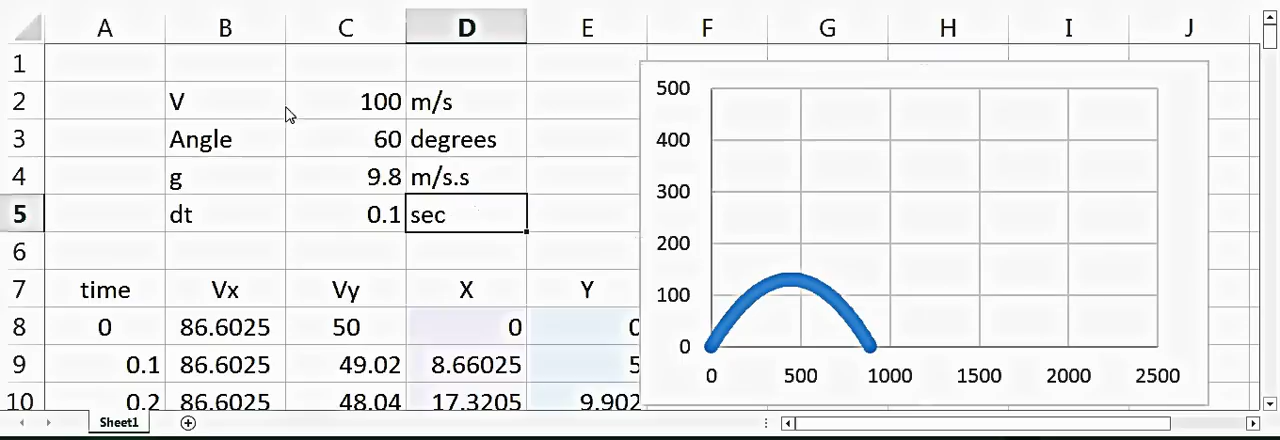 A B C D E F G H I J
1
2 V 100 m/s
3 Angle 60 degrees
4 g 9.8 m/s.s
5 dt 0.1 sec
6
7 time Vx Vy X Y
8 0 86.6025 50 0 0
9 0.1 86.6025 49.02 8.66025 5
10 0.2 86.6025 48.04 17.3205 9.902
500
400
300
200
100
0
0 500 1000 1500 2000 2500
Sheet1